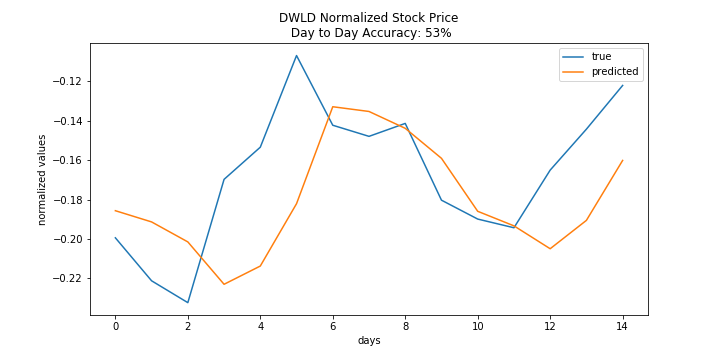 DWLD Normalized Stock Price
Day to Day Accuracy: 53%
true
predicted
−0.12
−0.14
−0.16
−0.18
−0.20
−0.22
normalized values
0 2 4 6 8 10 12 14
days